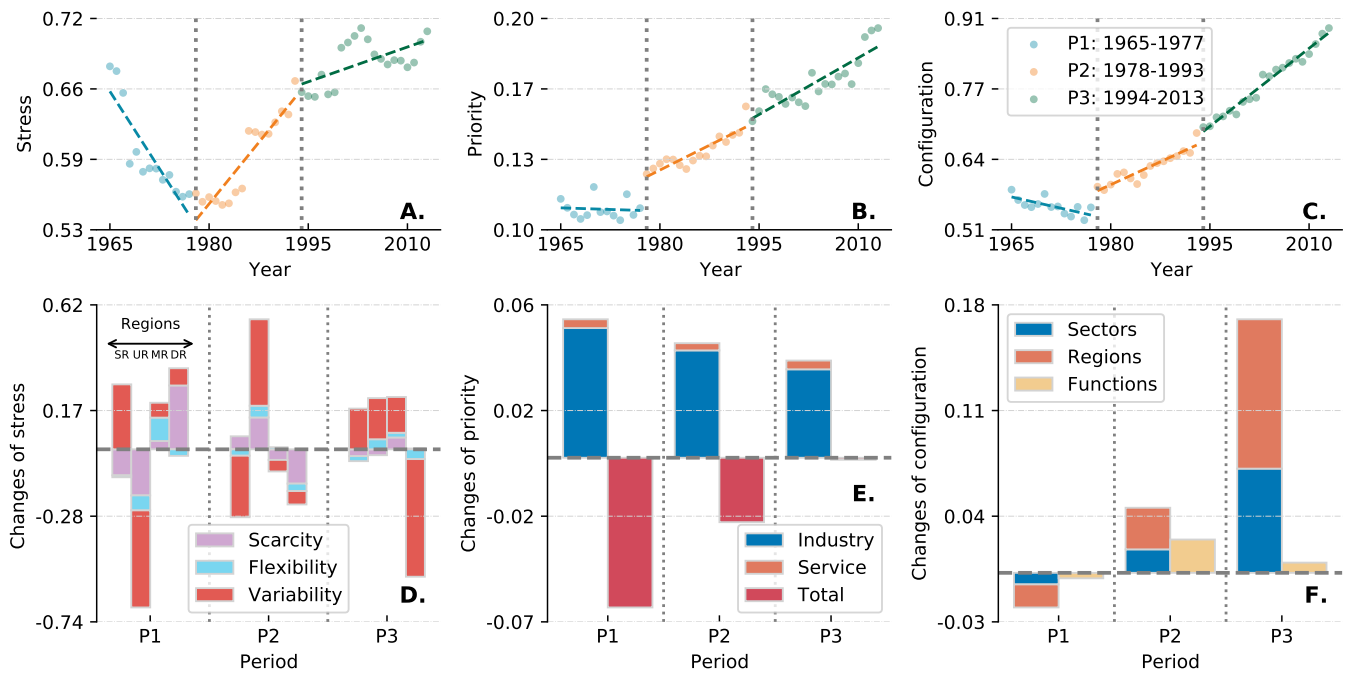 0.72
0.66
0.59
0.53
Stress
1965
1980
1995
2010
Year
A.
0.20
0.17
0.13
0.10
Priority
1965
1980
1995
2010
Year
B.
0.91
0.77
0.64
0.51
Configuration
P1: 1965-1977
P2: 1978-1993
P3: 1994-2013
1965
1980
1995
2010
Year
C.
0.62
0.17
-0.28
-0.74
Changes of stress
Regions
SR UR MR DR
Scarcity
Flexibility
Variability
D.
P1
P2
P3
Period
0.06
0.02
-0.02
-0.07
Changes of priority
E.
Industry
Service
Total
P1
P2
P3
Period
0.18
0.11
0.04
-0.03
Changes of configuration
Sectors
Regions
Functions
F.
P1
P2
P3
Period